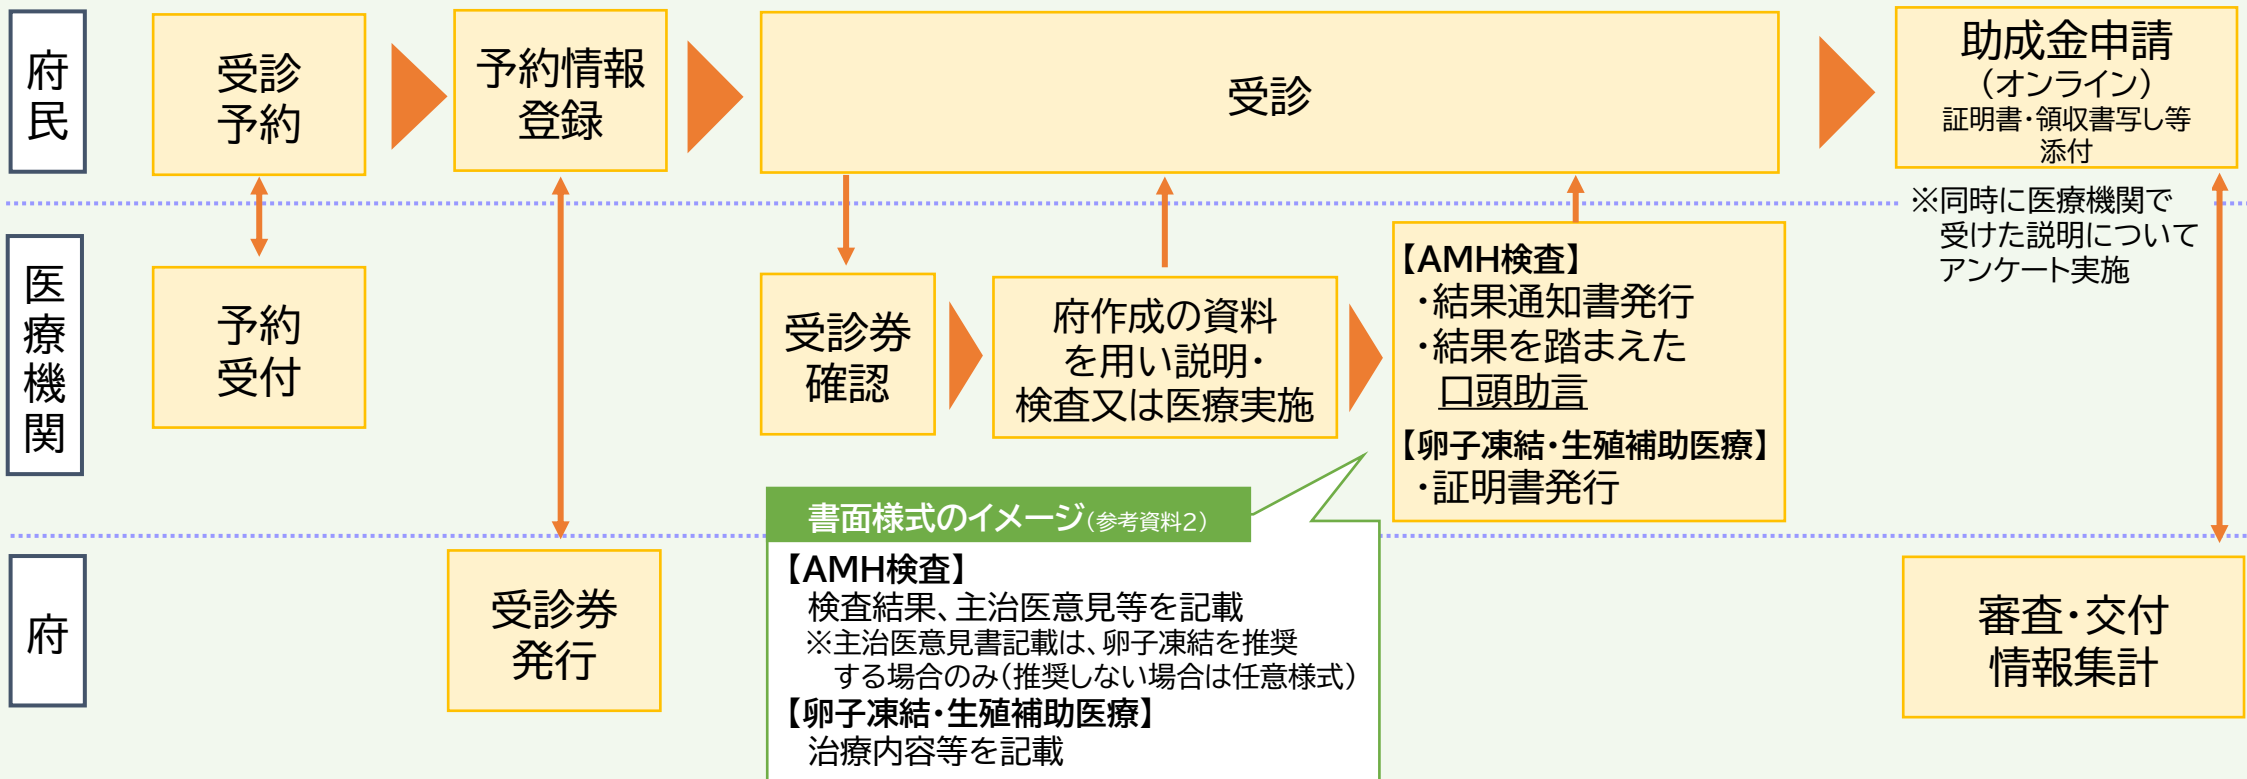 府民
受診
予約
予約情報
登録
受診
助成金申請
（オンライン）
証明書・領収書写し等
添付
※同時に医療機関で
受けた説明について
アンケート実施
医療機関
予約
受付
受診券
確認
府作成の資料
を用い説明・
検査又は医療実施
【AMH検査】
・結果通知書発行
・結果を踏まえた
口頭助言
【卵子凍結・生殖補助医療】
・証明書発行
書面様式のイメージ（参考資料２）
【AMH検査】
検査結果、主治医意見等を記載
※主治医意見書記載は、卵子凍結を推奨
する場合のみ（推奨しない場合は任意様式）
【卵子凍結・生殖補助医療】
治療内容等を記載
府
受診券
発行
審査・交付
情報集計